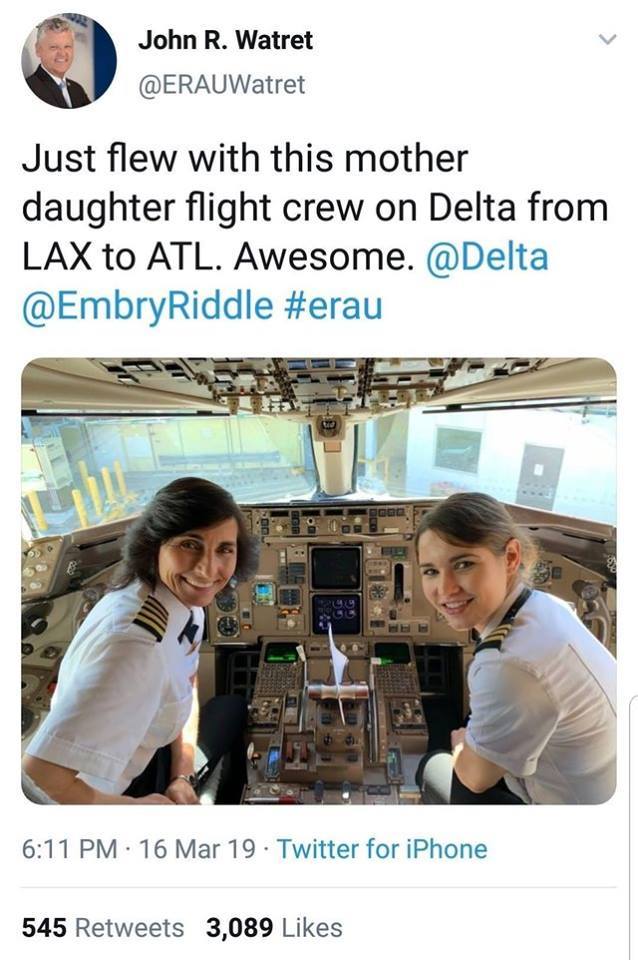 John R. Watret
@ERAUWatret
Just flew with this mother
daughter flight crew on Delta from
LAX to ATL. Awesome. @Delta
@EmbryRiddle #erau
6:11 PM · 16 Mar 19 · Twitter for iPhone
545 Retweets 3,089 Likes